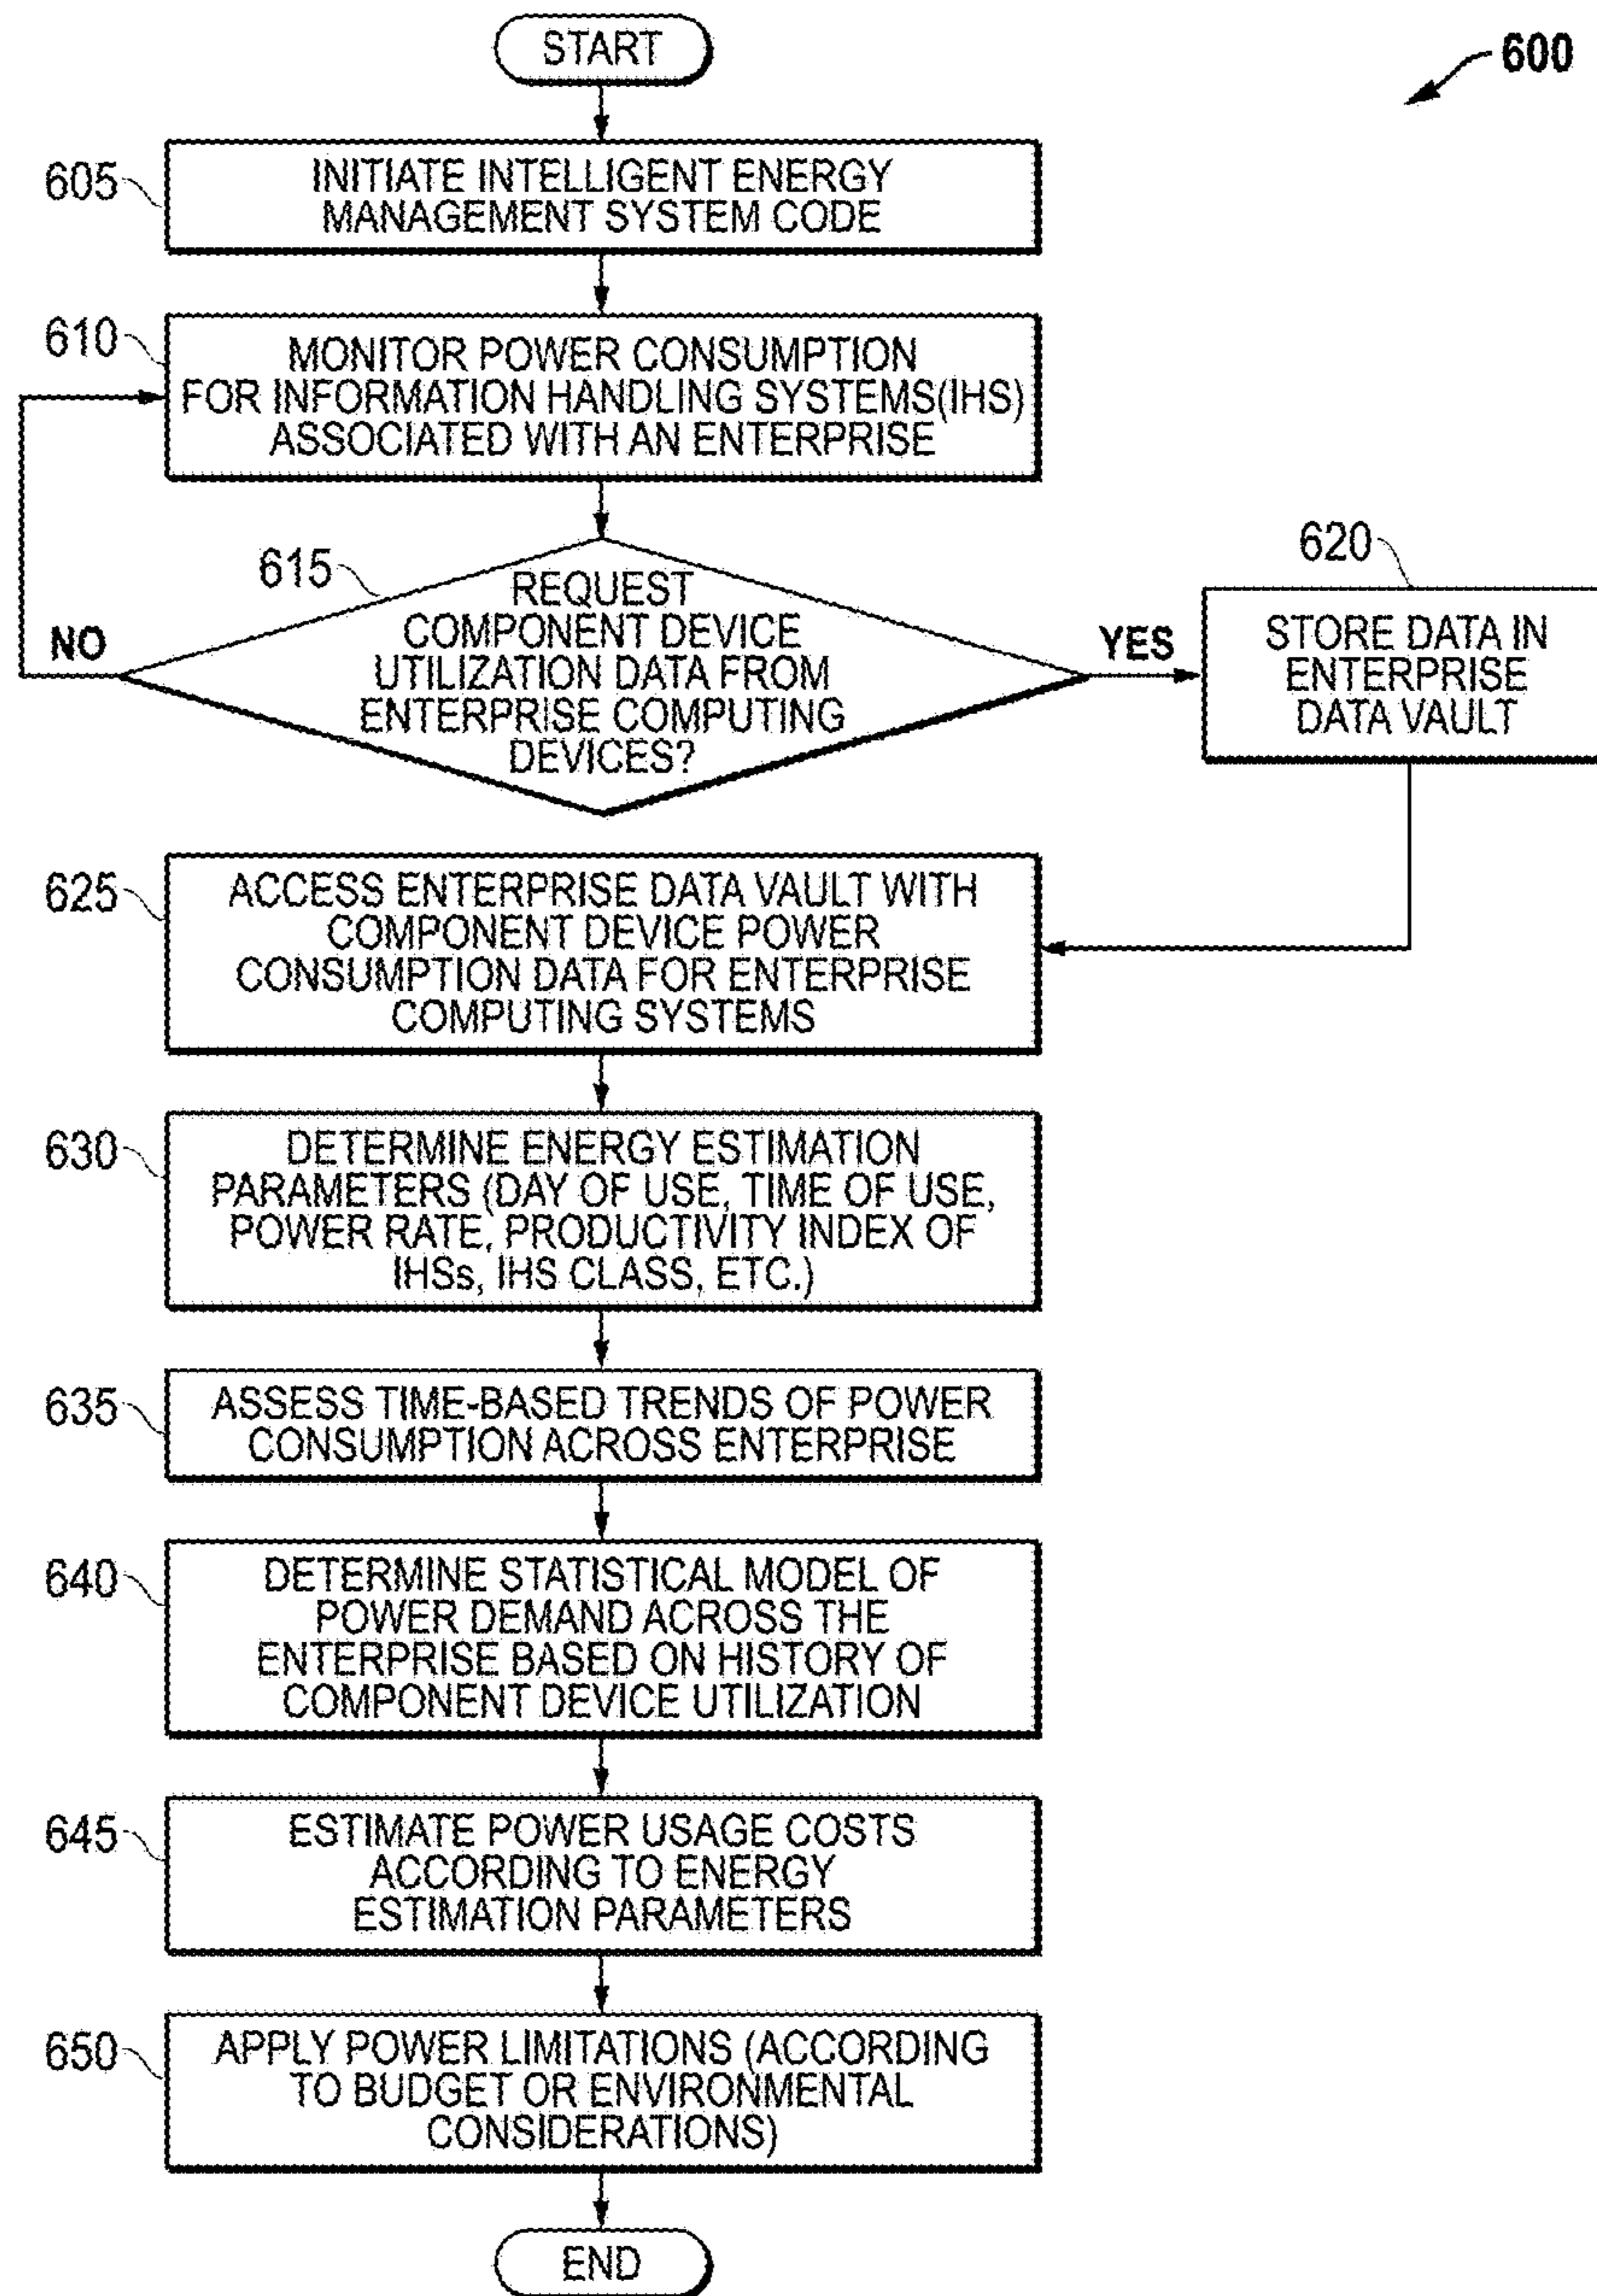 START
600
605
INITIATE INTELLIGENT ENERGY
MANAGEMENT SYSTEM CODE
610
MONITOR POWER CONSUMPTION
FOR INFORMATION HANDLING SYSTEMS(IHS)
ASSOCIATED WITH AN ENTERPRISE
615
REQUEST
COMPONENT DEVICE
UTILIZATION DATA FROM
ENTERPRISE COMPUTING
DEVICES?
NO
YES
620
STORE DATA IN
ENTERPRISE
DATA VAULT
625
ACCESS ENTERPRISE DATA VAULT WITH
COMPONENT DEVICE POWER
CONSUMPTION DATA FOR ENTERPRISE
COMPUTING SYSTEMS
630
DETERMINE ENERGY ESTIMATION
PARAMETERS (DAY OF USE, TIME OF USE,
POWER RATE, PRODUCTIVITY INDEX OF
IHSs, IHS CLASS, ETC.)
635
ASSESS TIME-BASED TRENDS OF POWER
CONSUMPTION ACROSS ENTERPRISE
640
DETERMINE STATISTICAL MODEL OF
POWER DEMAND ACROSS THE
ENTERPRISE BASED ON HISTORY OF
COMPONENT DEVICE UTILIZATION
645
ESTIMATE POWER USAGE COSTS
ACCORDING TO ENERGY
ESTIMATION PARAMETERS
650
APPLY POWER LIMITATIONS (ACCORDING
TO BUDGET OR ENVIRONMENTAL
CONSIDERATIONS)
END